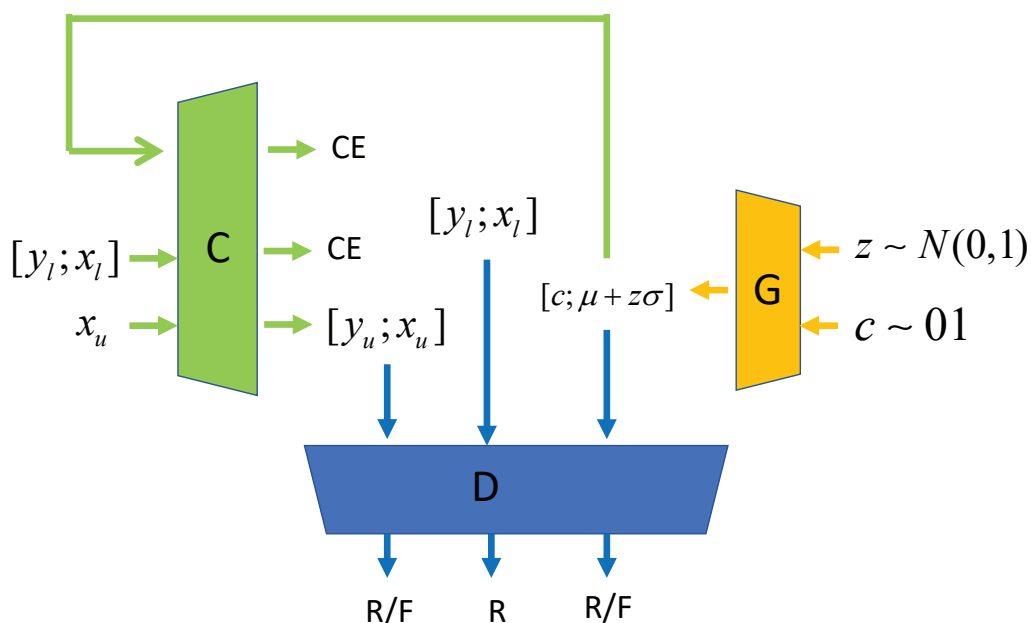 CE
[y_l; x_l]
C
CE
[y_l; x_l]
x_u
[y_u; x_u]
[c; μ + zσ]
G
z ~ N(0,1)
c ~ 01
D
R/F
R
R/F